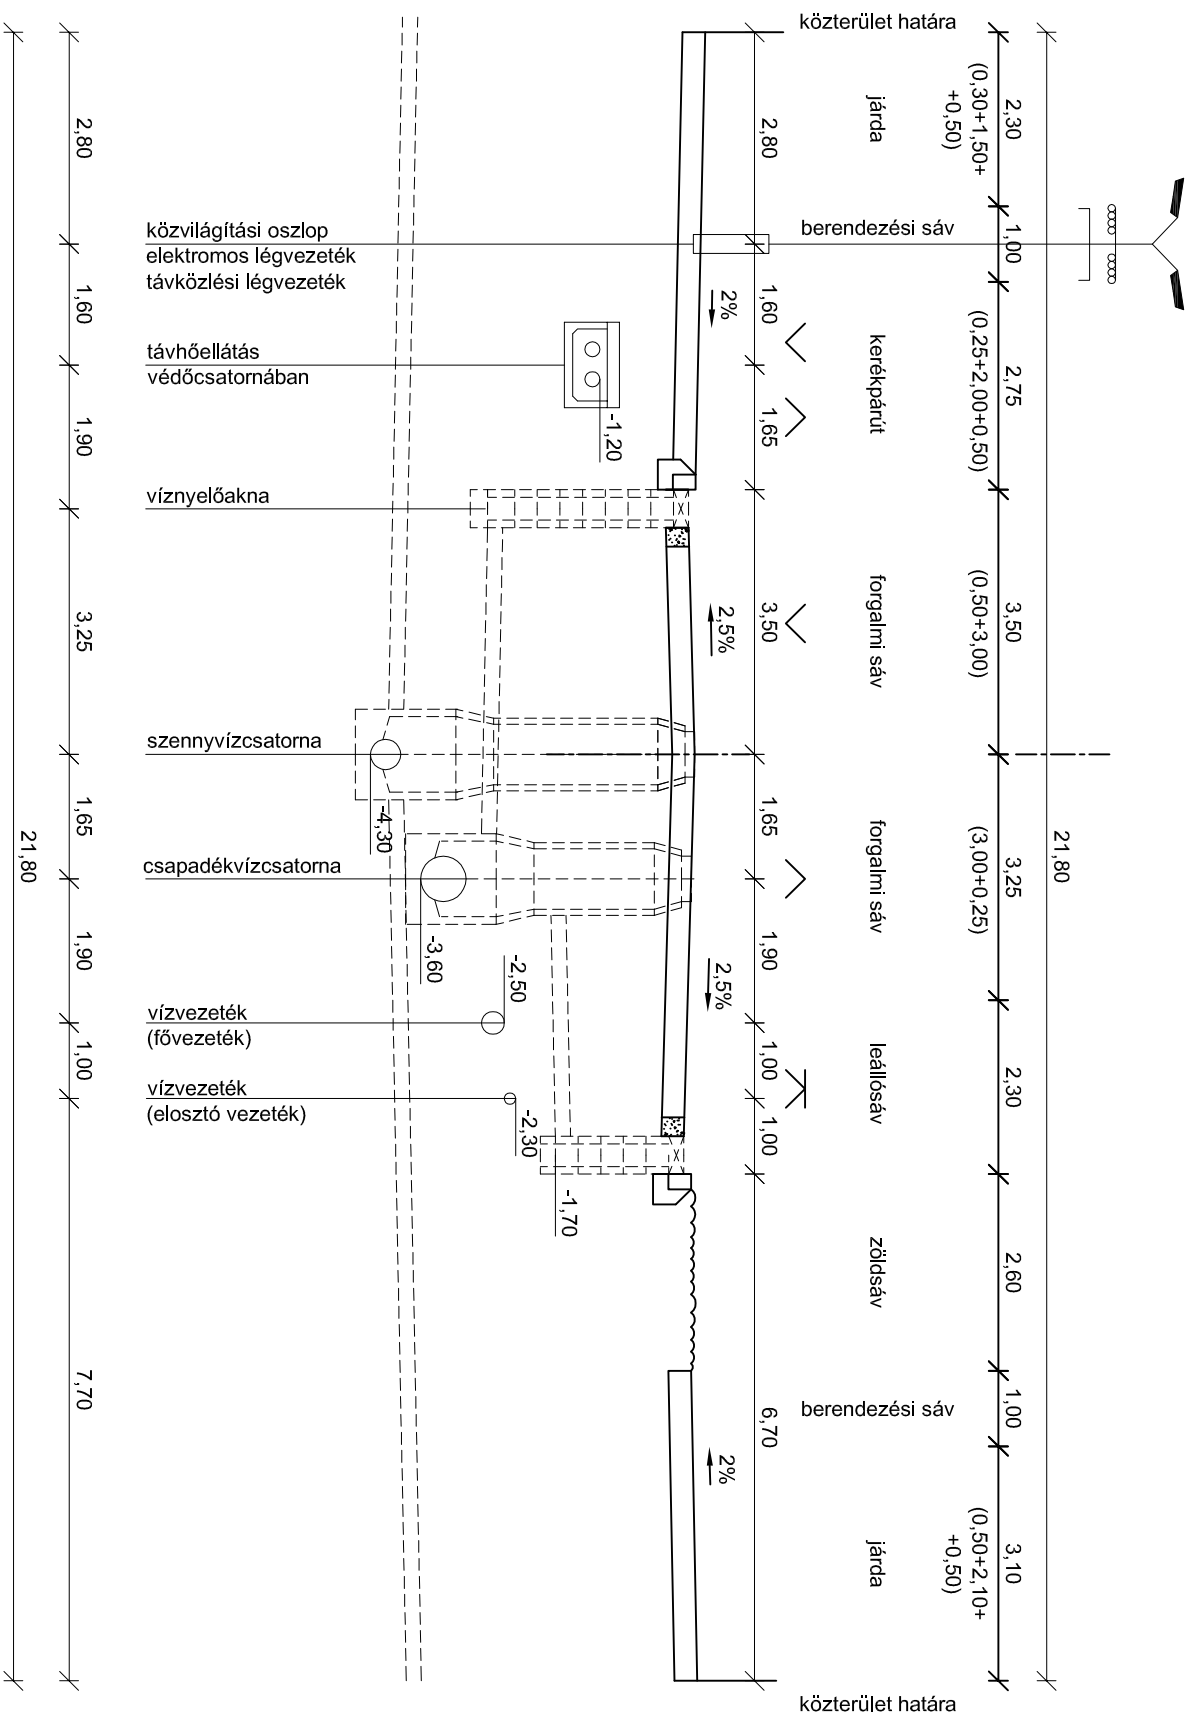 közterület határa
járda
berendezési sáv
kerékpárút
forgalmi sáv
forgalmi sáv
leállósáv
zöldsáv
berendezési sáv
járda
közterület határa
21,80
2,30
(0,30+1,50+
+0,50)
1,00
2,75
(0,25+2,00+0,50)
3,50
(0,50+3,00)
3,25
(3,00+0,25)
2,30
2,60
1,00
3,10
(0,50+2,10+
+0,50)
2,80
1,60
1,65
3,50
1,65
1,90
1,00
1,00
6,70
2%
2,5%
2,5%
2%
-1,20
-4,30
-3,60
-2,50
-2,30
-1,70
közvilágítási oszlop
elektromos légvezeték
távközlési légvezeték
távhőellátás
védőcsatornában
víznyelőakna
szennyvízcsatorna
csapadékvízcsatorna
vízvezeték
(fővezeték)
vízvezeték
(elosztó vezeték)
2,80
1,60
1,90
3,25
1,65
1,90
1,00
7,70
21,80